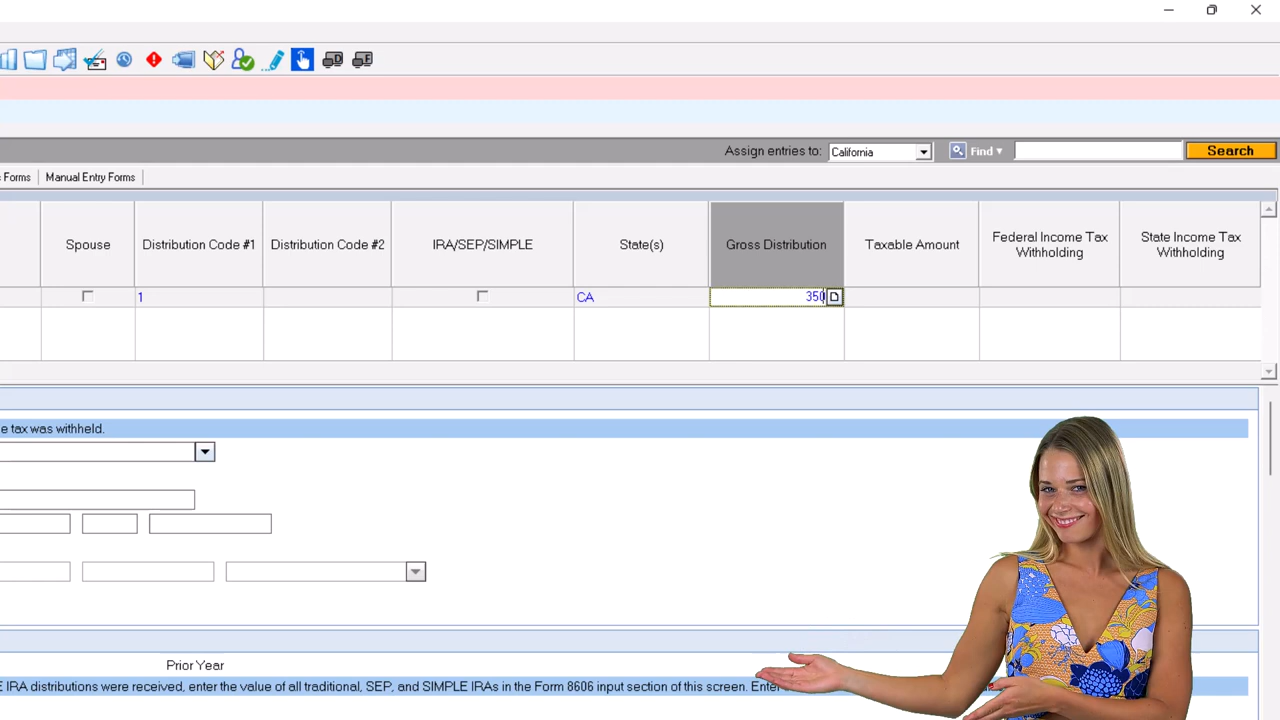 Assign entries to: California Find Search
Forms Manual Entry Forms
Spouse Distribution Code #1 Distribution Code #2 IRA/SEP/SIMPLE State(s) Gross Distribution Taxable Amount Federal Income Tax Withholding State Income Tax Withholding
1 CA 350
e tax was withheld.
Prior Year
IRA distributions were received, enter the value of all traditional, SEP, and SIMPLE IRAs in the Form 8606 input section of this screen.